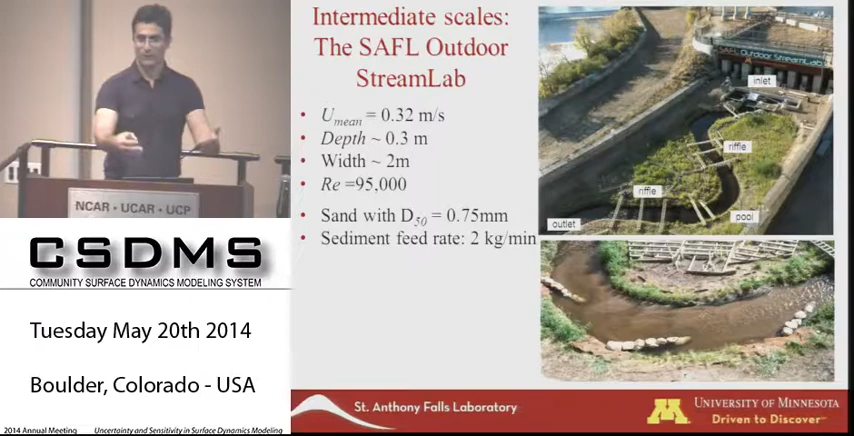 Intermediate scales:
The SAFL Outdoor
StreamLab
• Umean = 0.32 m/s
• Depth ~ 0.3 m
• Width ~ 2m
• Re =95,000
• Sand with D50 = 0.75mm
• Sediment feed rate: 2 kg/min
SAFL Outdoor StreamLab
inlet
riffle
riffle
pool
outlet
NCAR · UCAR · UCP
CSDMS
COMMUNITY SURFACE DYNAMICS MODELING SYSTEM
Tuesday May 20th 2014
Boulder, Colorado - USA
2014 Annual Meeting
Uncertainty and Sensitivity in Surface Dynamics Modeling
St. Anthony Falls Laboratory
M
UNIVERSITY OF MINNESOTA
Driven to Discover℠